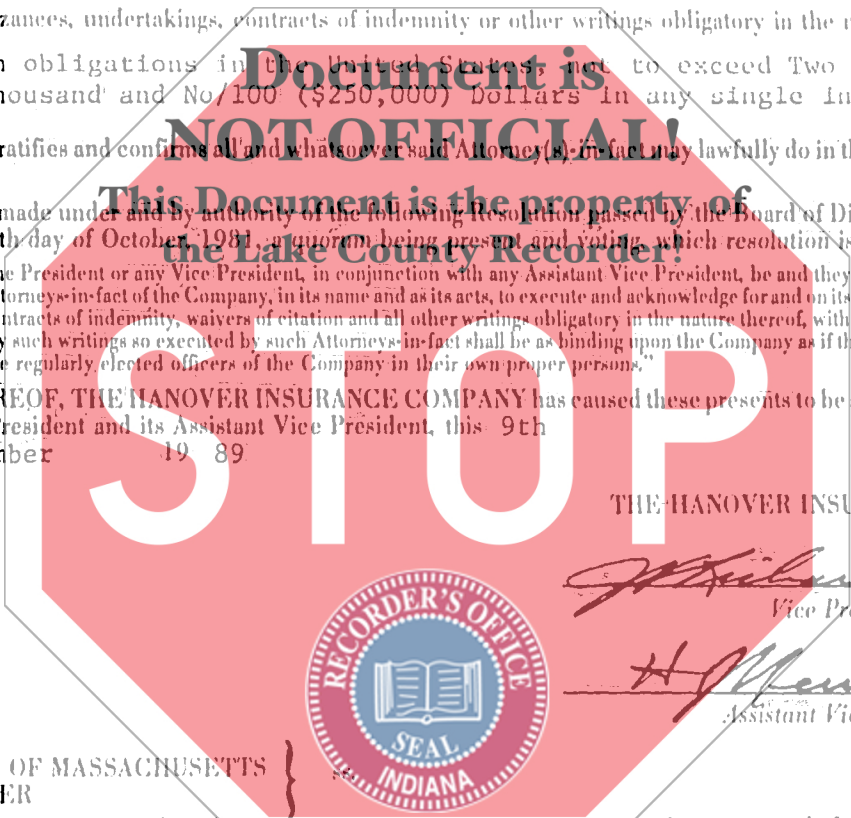 zances, undertakings, contracts of indemnity or other writings obligatory in the
obligations in the United States, not to exceed Two
ousand and No/100 ($250,000) Dollars in any single in
Document is
NOT OFFICIAL!
ratifies and confirms all and whatsoever said Attorney(s)-in-fact may lawfully do in th
This Document is the property of
the Lake County Recorder!
made under and by authority of the following Resolution passed by the Board of Di
th day of October, 1981, a quorum being present and voting, which resolution is
e President or any Vice President, in conjunction with any Assistant Vice President, be and they
torneys-in-fact of the Company, in its name and as its acts, to execute and acknowledge for and on its
ntracts of indemnity, waivers of citation and all other writings obligatory in the nature thereof, with
y such writings so executed by such Attorneys-in-fact shall be as binding upon the Company as if th
e regularly elected officers of the Company in their own proper persons."
STOP
REOF, THE HANOVER INSURANCE COMPANY has caused these presents to be
resident and its Assistant Vice President, this 9th
ber 19 89
THE HANOVER INSU
Vice Pre
Assistant Vic
RECORDER'S OFFICE
SEAL
INDIANA
OF MASSACHUSETTS
ER
ss.